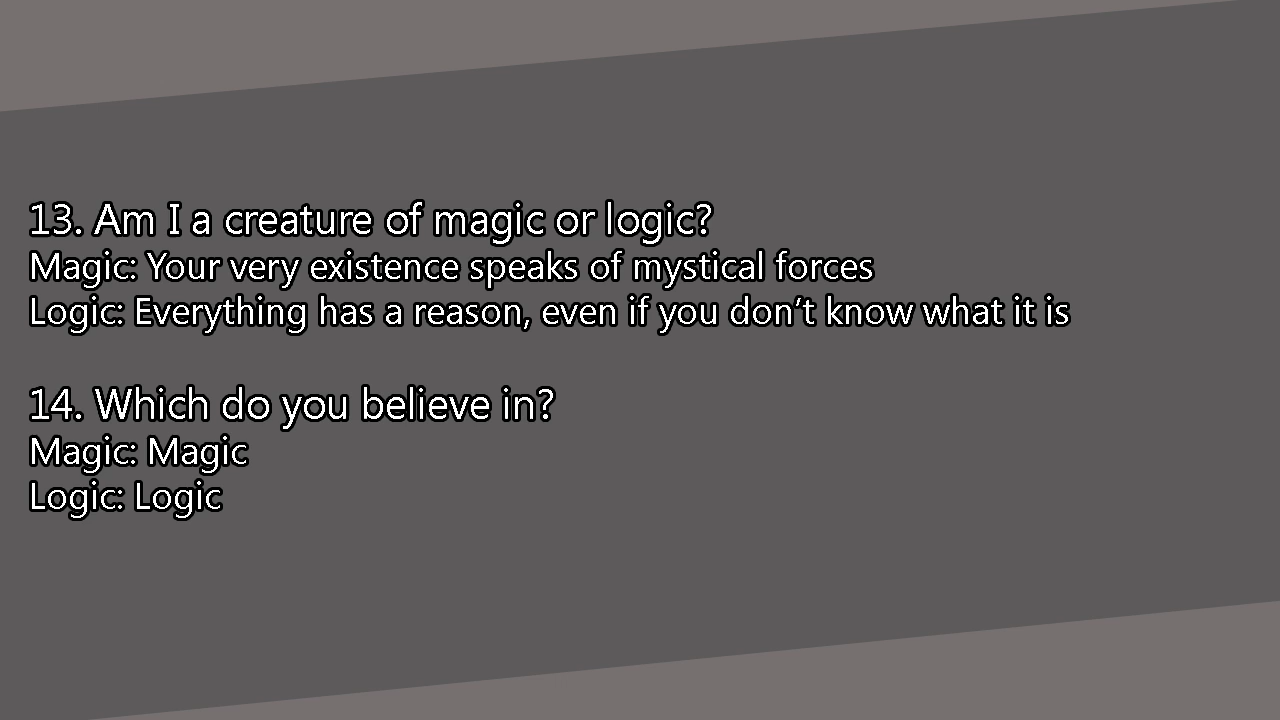 13. Am I a creature of magic or logic?
Magic: Your very existence speaks of mystical forces
Logic: Everything has a reason, even if you don’t know what it is
14. Which do you believe in?
Magic: Magic
Logic: Logic